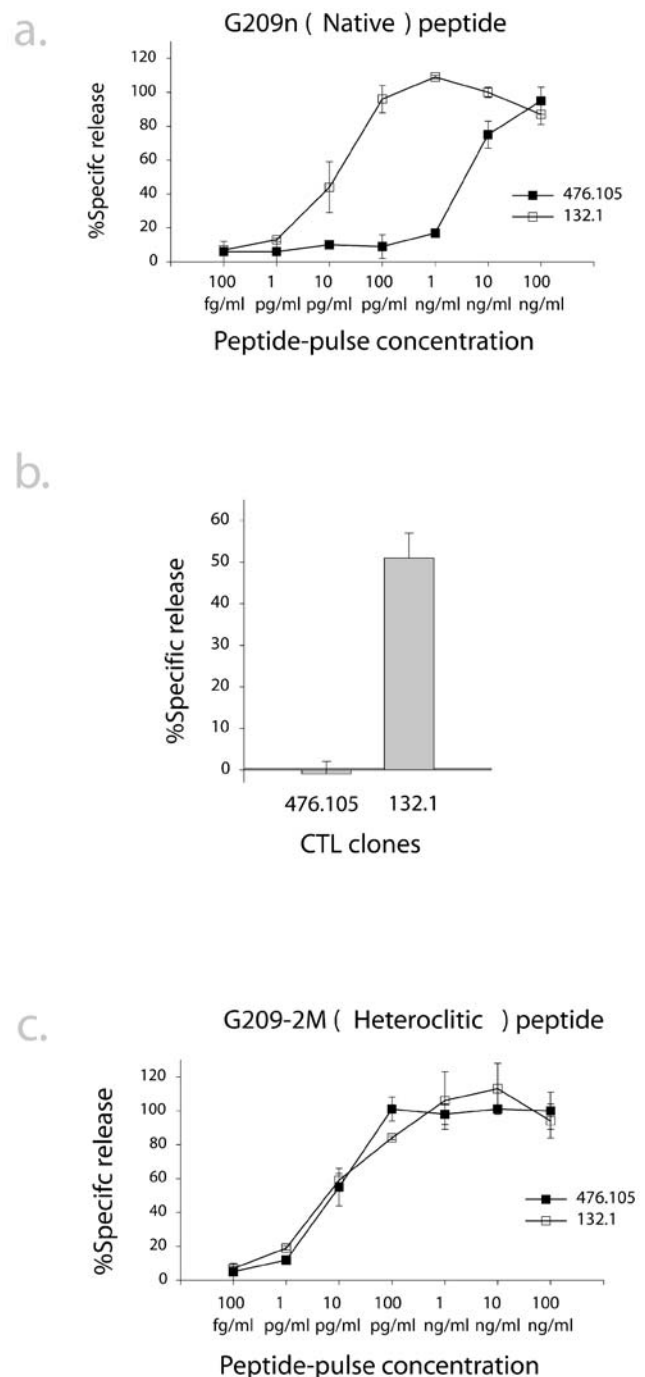 a.
G209n ( Native ) peptide
120
100
80
60
40
20
0
%Specifc release
476.105
132.1
100 1 10 100 1 10 100
fg/ml pg/ml pg/ml pg/ml ng/ml ng/ml ng/ml
Peptide-pulse concentration
b.
60
50
40
30
20
10
0
%Specific release
476.105 132.1
CTL clones
c.
G209-2M ( Heteroclitic ) peptide
120
100
80
60
40
20
0
%Specifc release
476.105
132.1
100 1 10 100 1 10 100
fg/ml pg/ml pg/ml pg/ml ng/ml ng/ml ng/ml
Peptide-pulse concentration